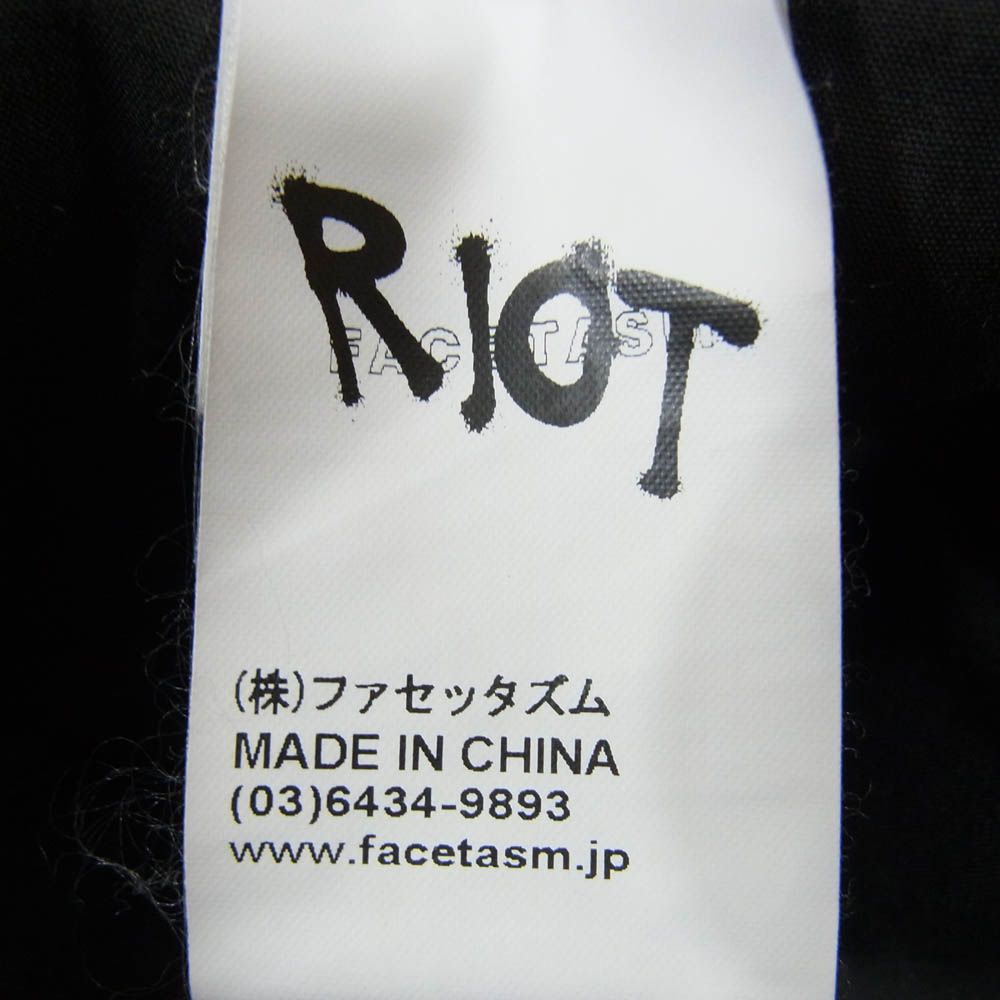 RIOT
FACETASM
(株)ファセッタズム
MADE IN CHINA
(03)6434-9893
www.facetasm.jp